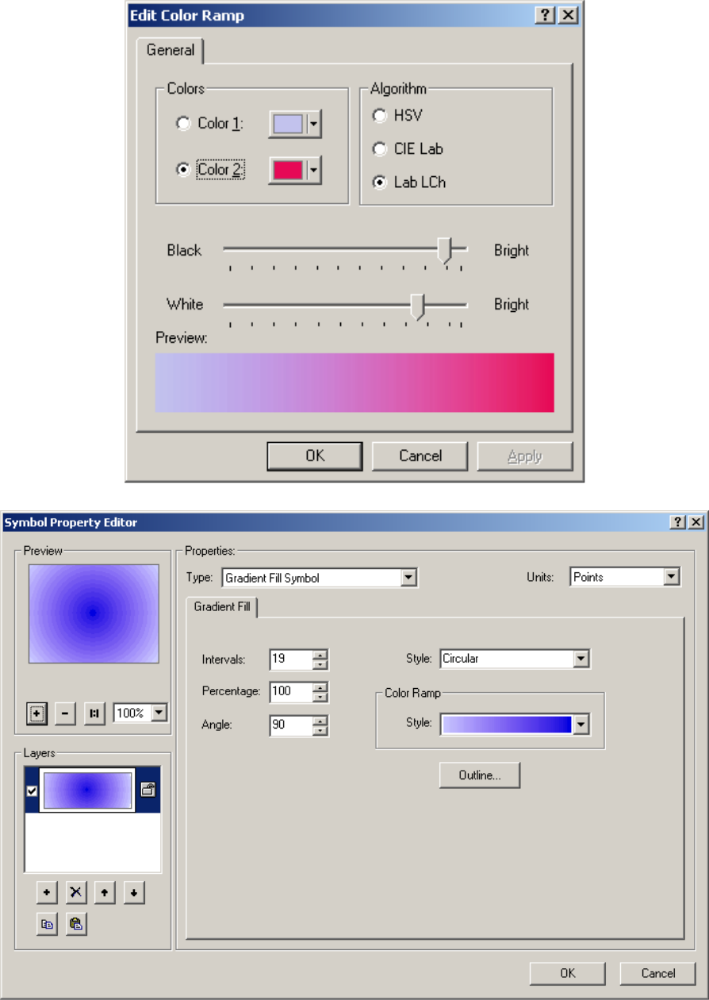 Edit Color Ramp
General
Colors
Color 1:
Color 2:
Algorithm
HSV
CIE Lab
Lab LCh
Black Bright
White Bright
Preview:
OK Cancel Apply
Symbol Property Editor
Preview
100%
Layers
Properties:
Type: Gradient Fill Symbol Units: Points
Gradient Fill
Intervals: 19 Style: Circular
Percentage: 100
Color Ramp
Angle: 90 Style:
Outline...
OK Cancel